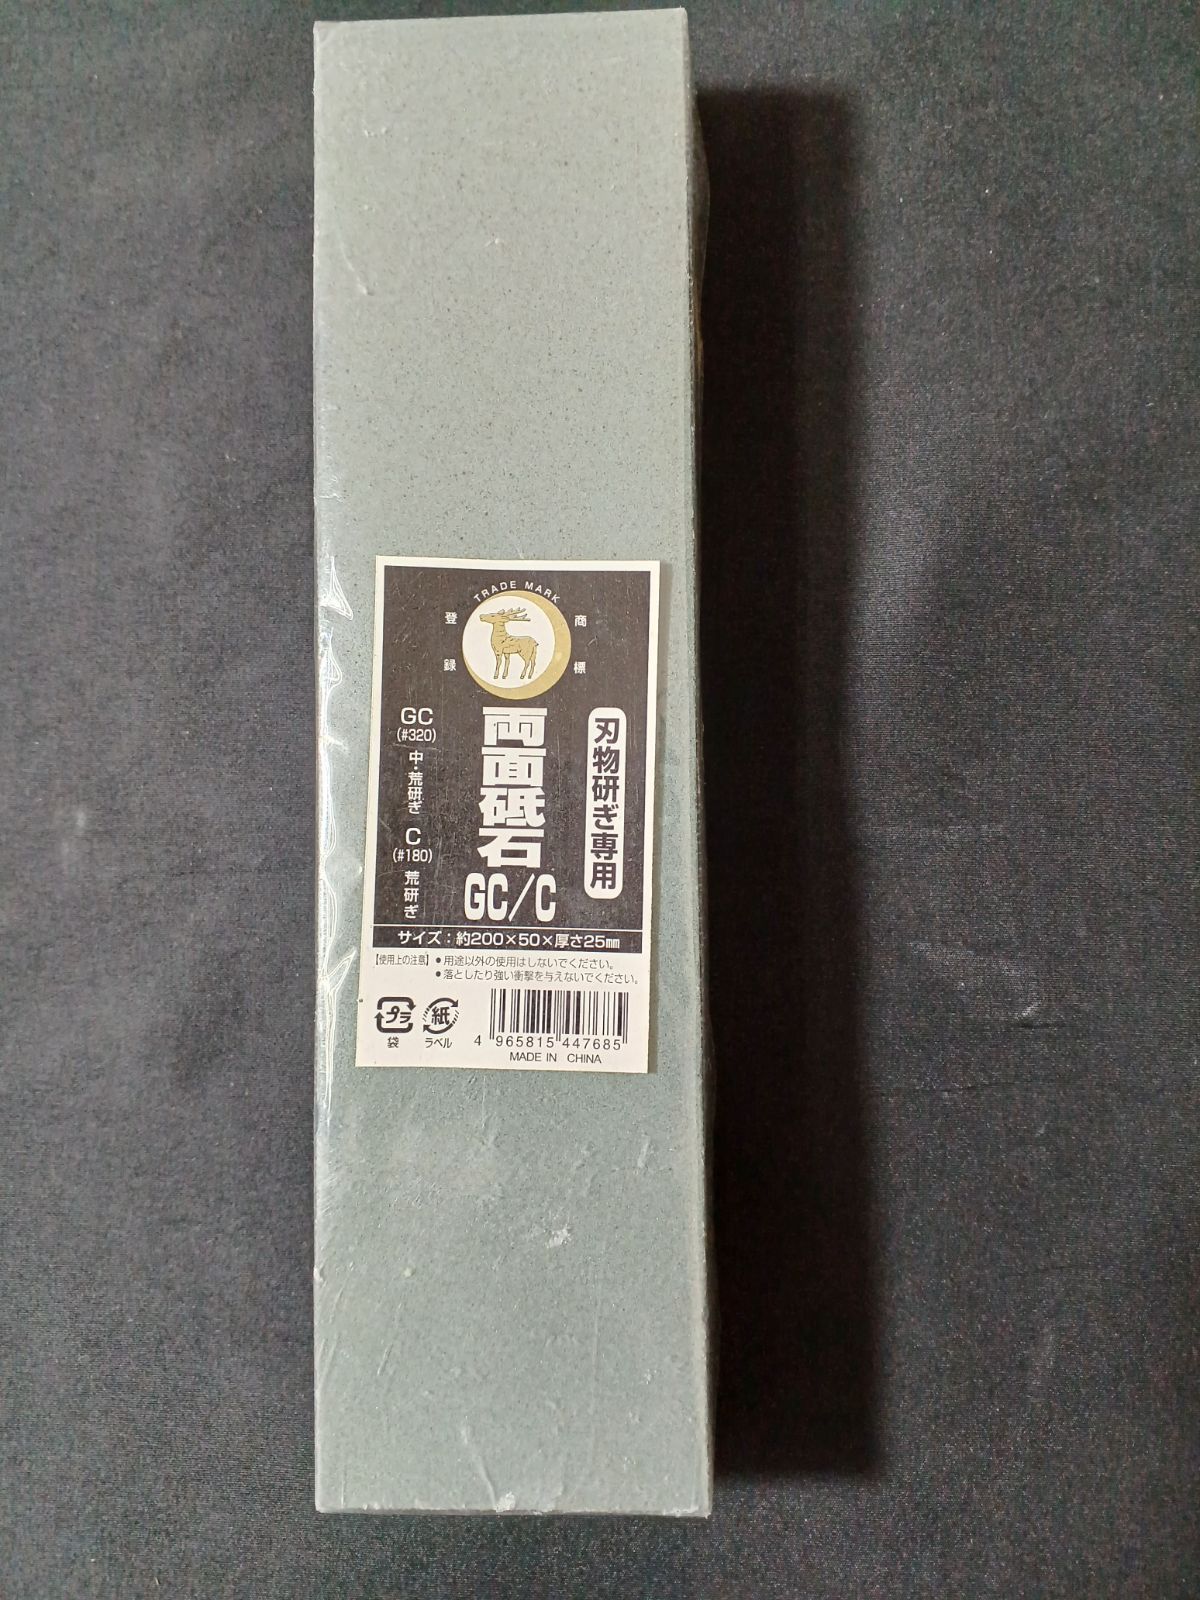 TRADE MARK
登録
商標
両面砥石
GC/C
刃物研ぎ専用
GC
(#320)
中・荒研ぎ
C
(#180)
荒研ぎ
サイズ：約200×50×厚さ25㎜
【使用上の注意】●用途以外の使用はしないでください。
●落としたり強い衝撃を与えないでください。
プラ
袋
紙
ラベル
4 965815 447685
MADE IN CHINA